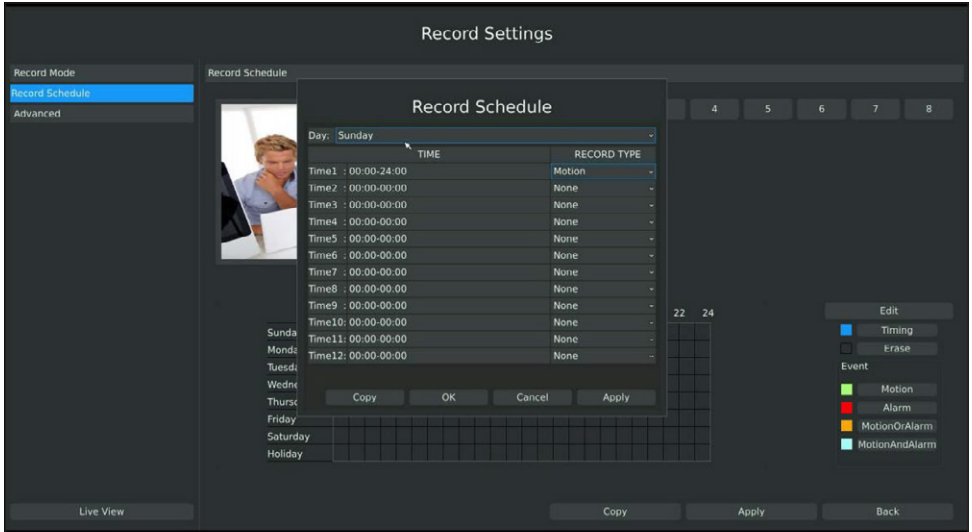 Record Settings
Record Mode
Record Schedule
Advanced
Record Schedule
4 5 6 7 8
Record Schedule
Day: Sunday
TIME RECORD TYPE
Time1 : 00:00-24:00 Motion
Time2 : 00:00-00:00 None
Time3 : 00:00-00:00 None
Time4 : 00:00-00:00 None
Time5 : 00:00-00:00 None
Time6 : 00:00-00:00 None
Time7 : 00:00-00:00 None
Time8 : 00:00-00:00 None
Time9 : 00:00-00:00 None
Time10: 00:00-00:00 None
Time11: 00:00-00:00 None
Time12: 00:00-00:00 None
Copy OK Cancel Apply
22 24
Sunda
Monda
Tuesda
Wedne
Thursd
Friday
Saturday
Holiday
Edit
Timing
Erase
Event
Motion
Alarm
MotionOrAlarm
MotionAndAlarm
Live View Copy Apply Back